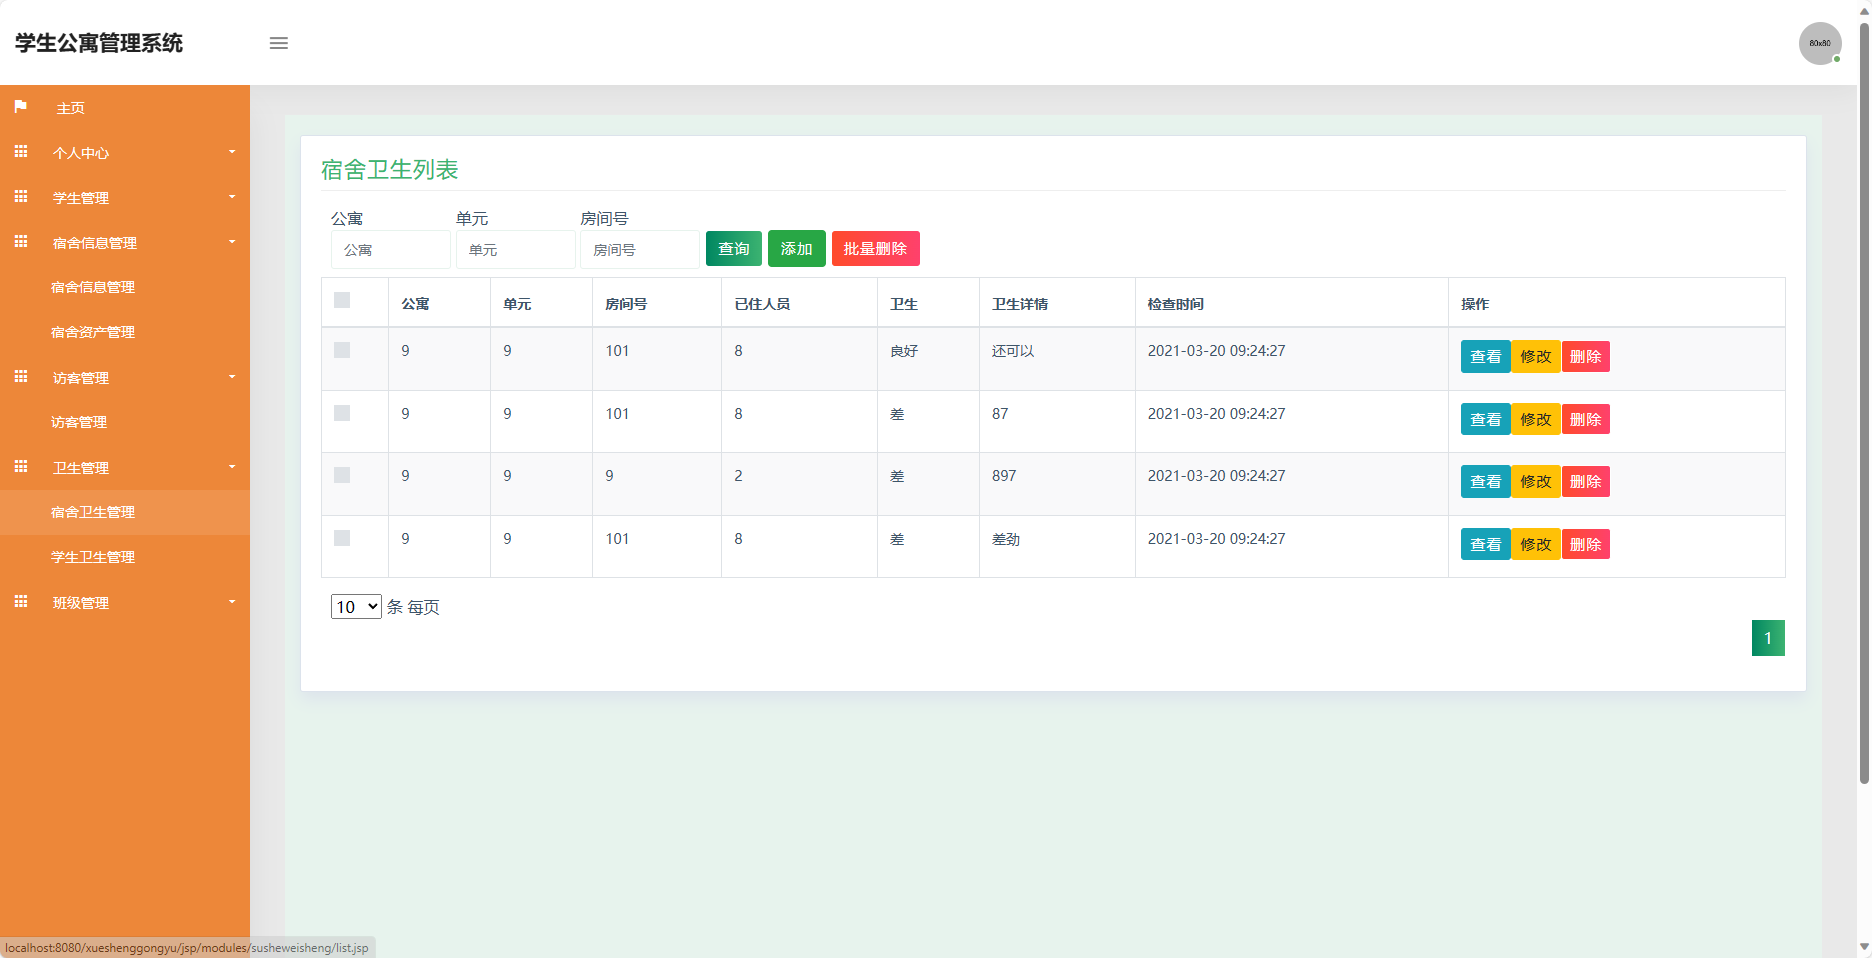 学生公寓管理系统
80x80
主页
个人中心
学生管理
宿舍信息管理
宿舍信息管理
宿舍资产管理
访客管理
访客管理
卫生管理
宿舍卫生管理
学生卫生管理
班级管理
宿舍卫生列表
公寓 单元 房间号
公寓 单元 房间号 查询 添加 批量删除
公寓 单元 房间号 已住人员 卫生 卫生详情 检查时间 操作
9 9 101 8 良好 还可以 2021-03-20 09:24:27 查看 修改 删除
9 9 101 8 差 87 2021-03-20 09:24:27 查看 修改 删除
9 9 9 2 差 897 2021-03-20 09:24:27 查看 修改 删除
9 9 101 8 差 差劲 2021-03-20 09:24:27 查看 修改 删除
10 条 每页
1
localhost:8080/xueshenggongyu/jsp/modules/susheweisheng/list.jsp